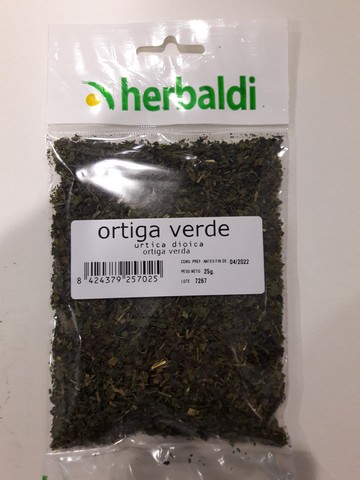 herbaldi
ortiga verde
urtica dioica
ortiga verda
CONS. PREF. ANTES FIN DE 04/2022
PESO NETO 25g.
LOTE 7267
8 424379 257025